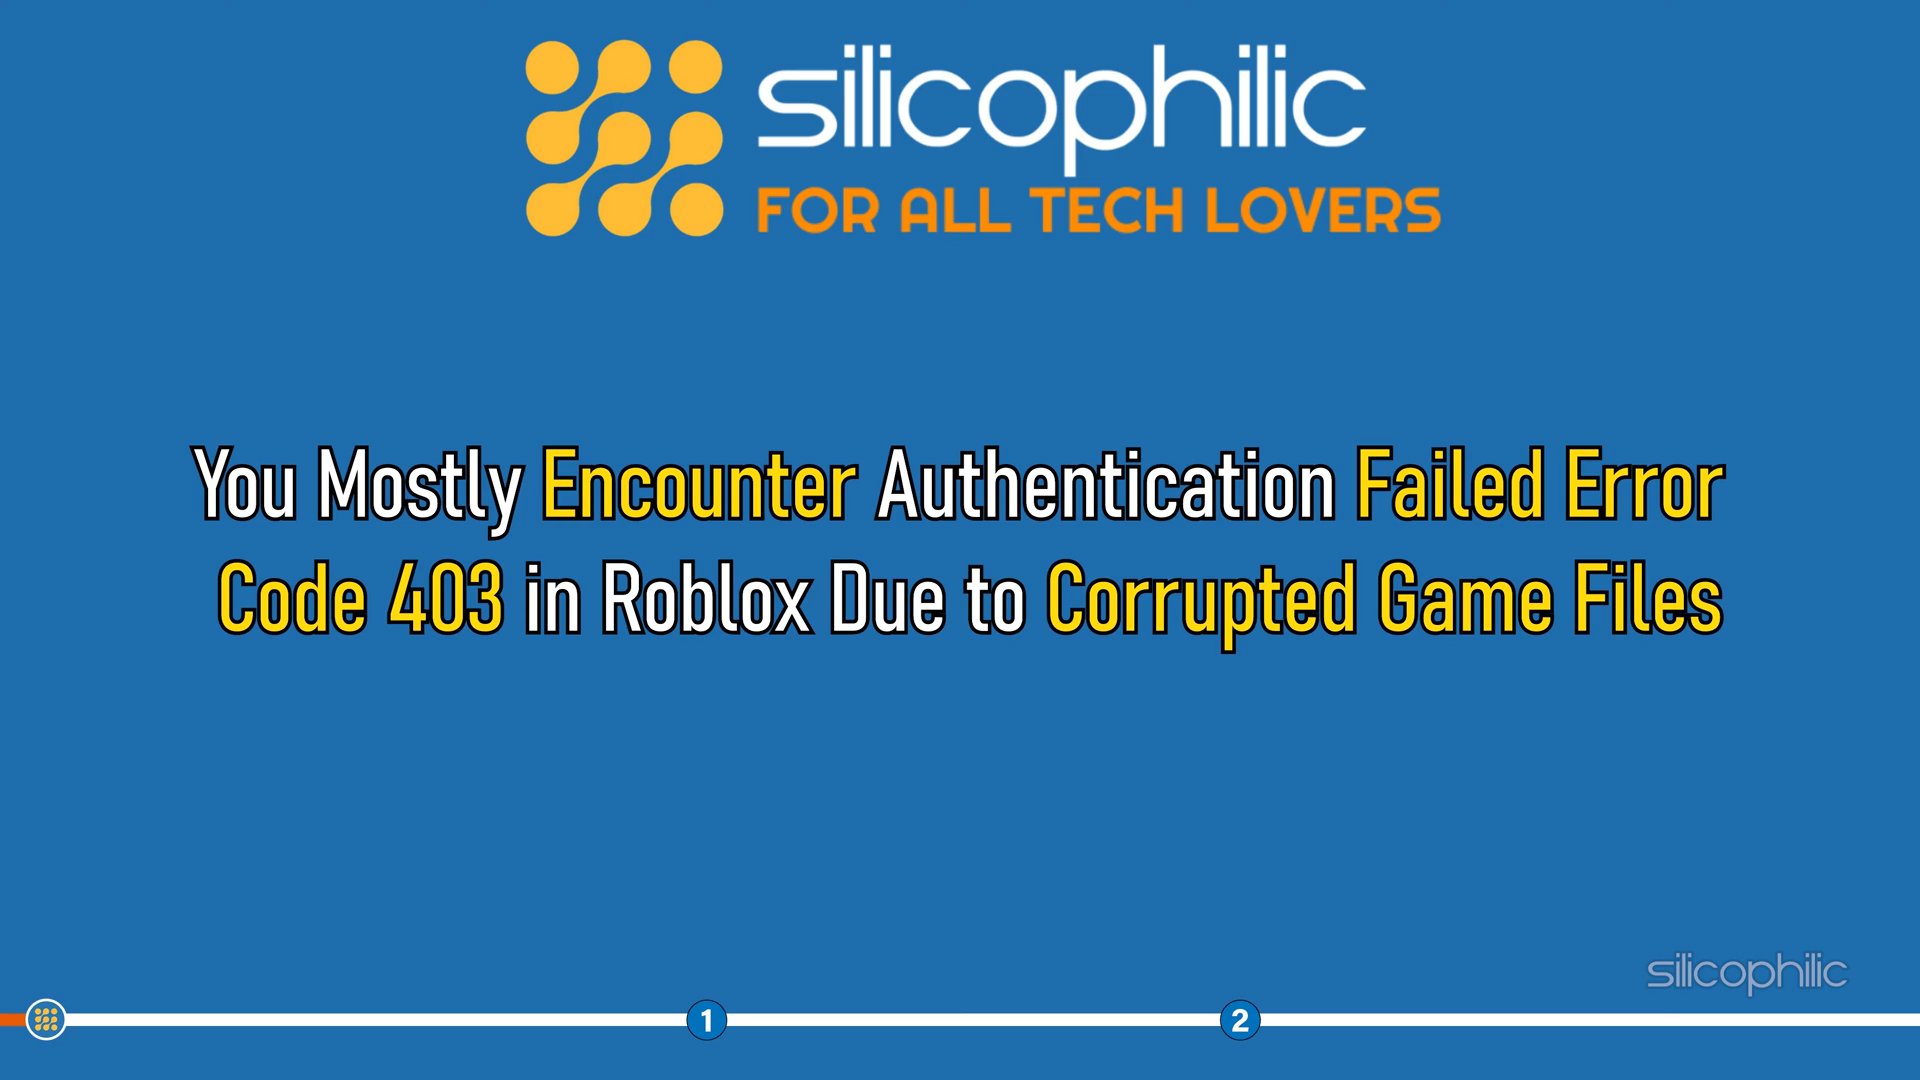 silicophilic
FOR ALL TECH LOVERS
You Mostly Encounter Authentication Failed Error
Code 403 in Roblox Due to Corrupted Game Files
silicophilic
1
2